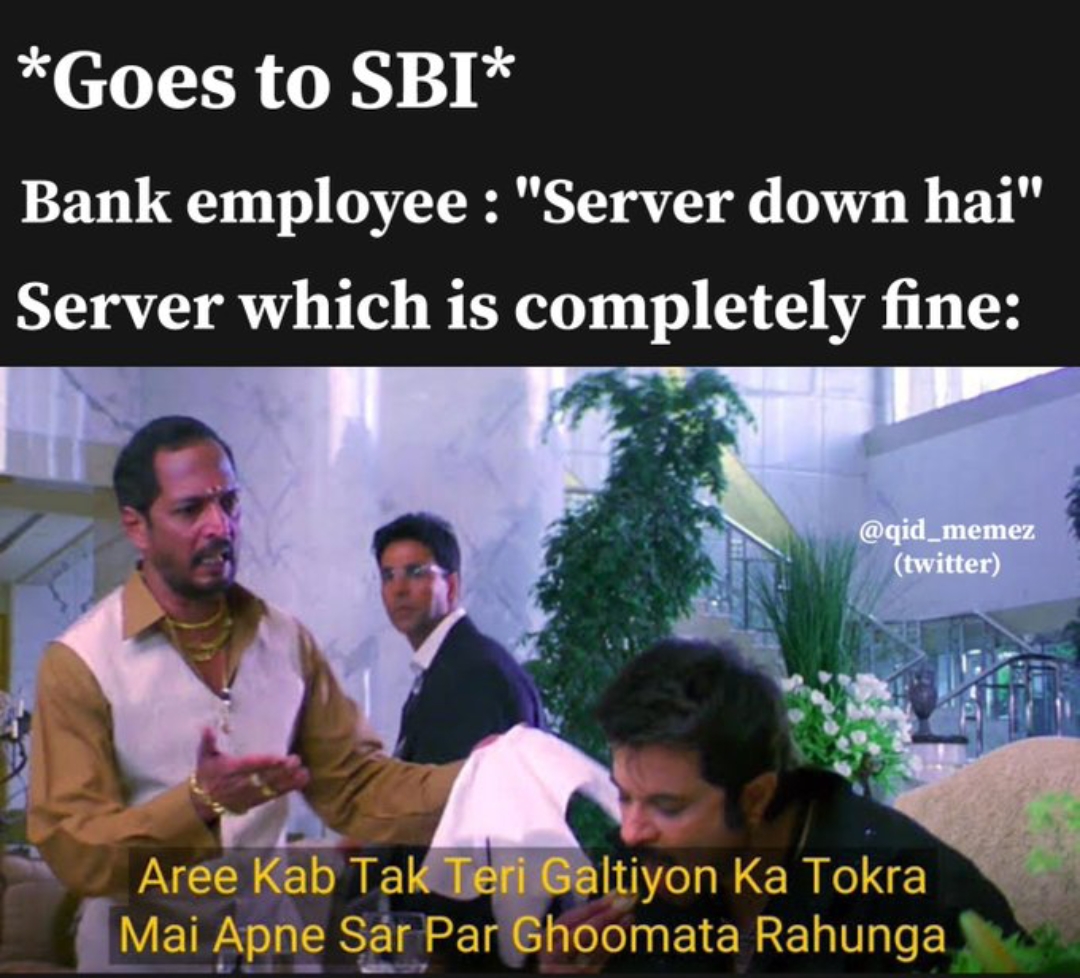 *Goes to SBI*
Bank employee : "Server down hai"
Server which is completely fine:
@qid_memez
(twitter)
Aree Kab Tak Teri Galtiyon Ka Tokra
Mai Apne Sar Par Ghoomata Rahunga